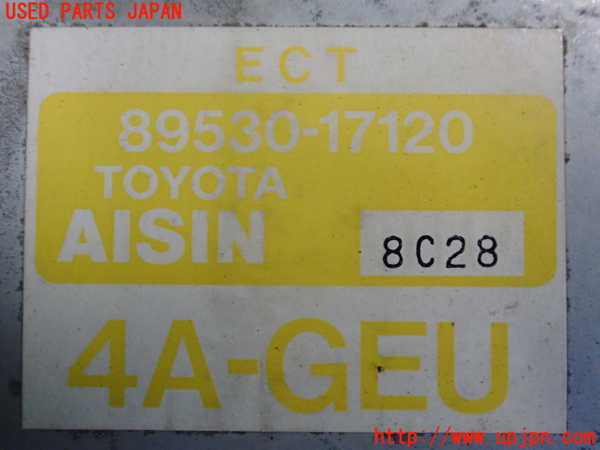 USED PARTS JAPAN
ECT
89530-17120
TOYOTA
AISIN
8C28
4A-GEU
http://www.upjpn.com